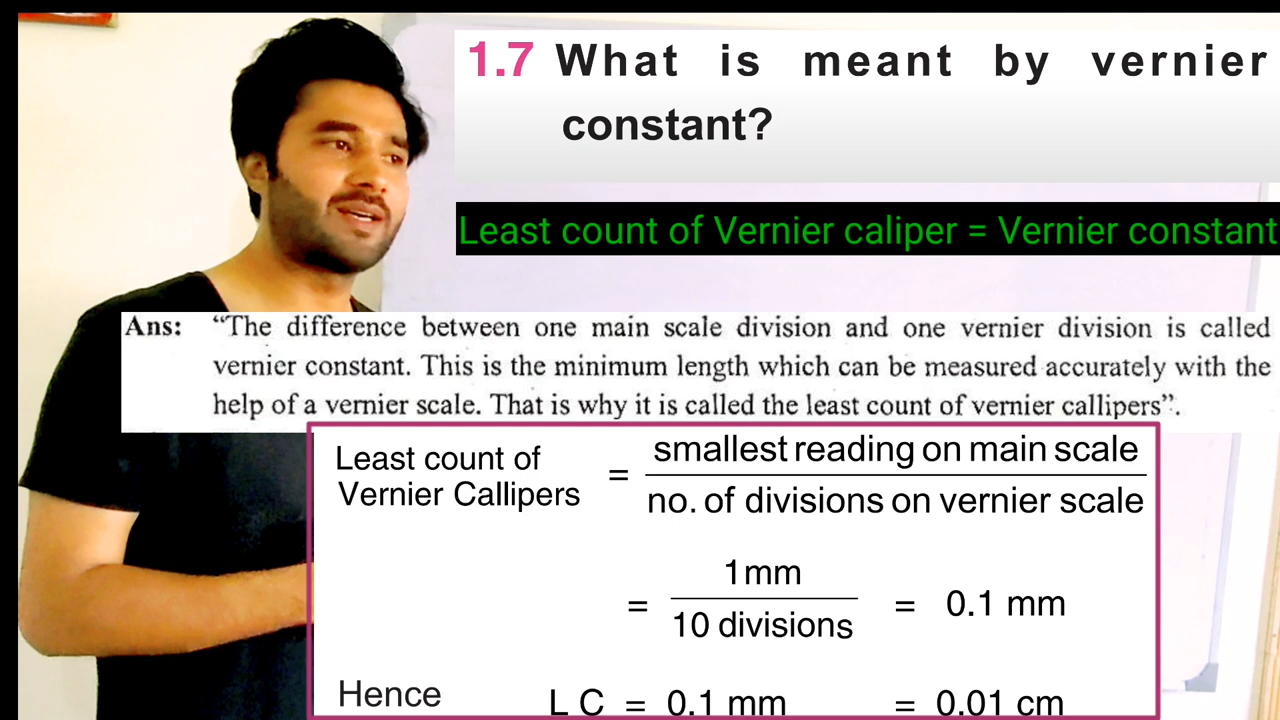 1.7 What is meant by vernier
constant?
Least count of Vernier caliper = Vernier constant
Ans: “The difference between one main scale division and one vernier division is called
vernier constant. This is the minimum length which can be measured accurately with the
help of a vernier scale. That is why it is called the least count of vernier callipers”.
Least count of
Vernier Callipers
= smallest reading on main scale
no. of divisions on vernier scale
= 1mm
10 divisions
= 0.1 mm
Hence L C = 0.1 mm = 0.01 cm